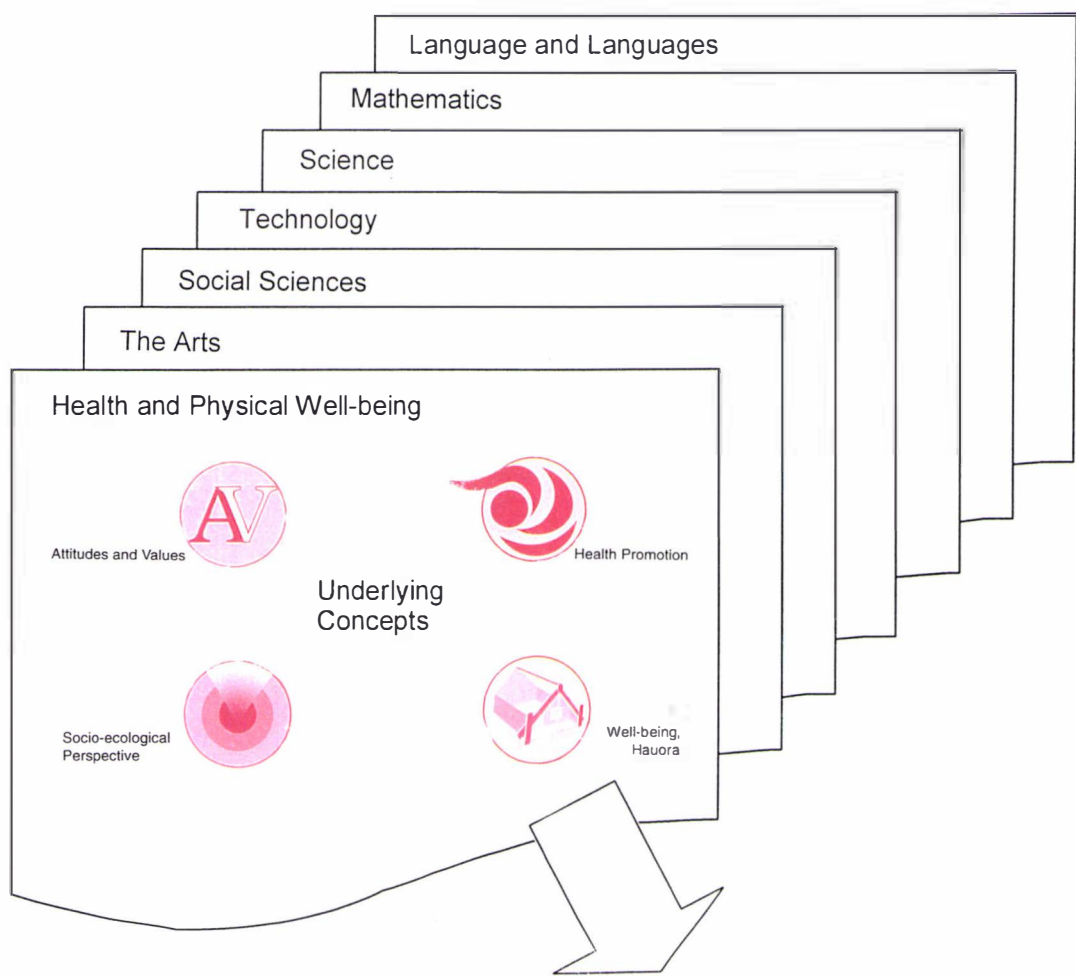 Language and Languages
Mathematics
Science
Technology
Social Sciences
The Arts
Health and Physical Well-being
AV
Attitudes and Values
Health Promotion
Underlying
Concepts
Socio-ecological
Perspective
Well-being,
Hauora